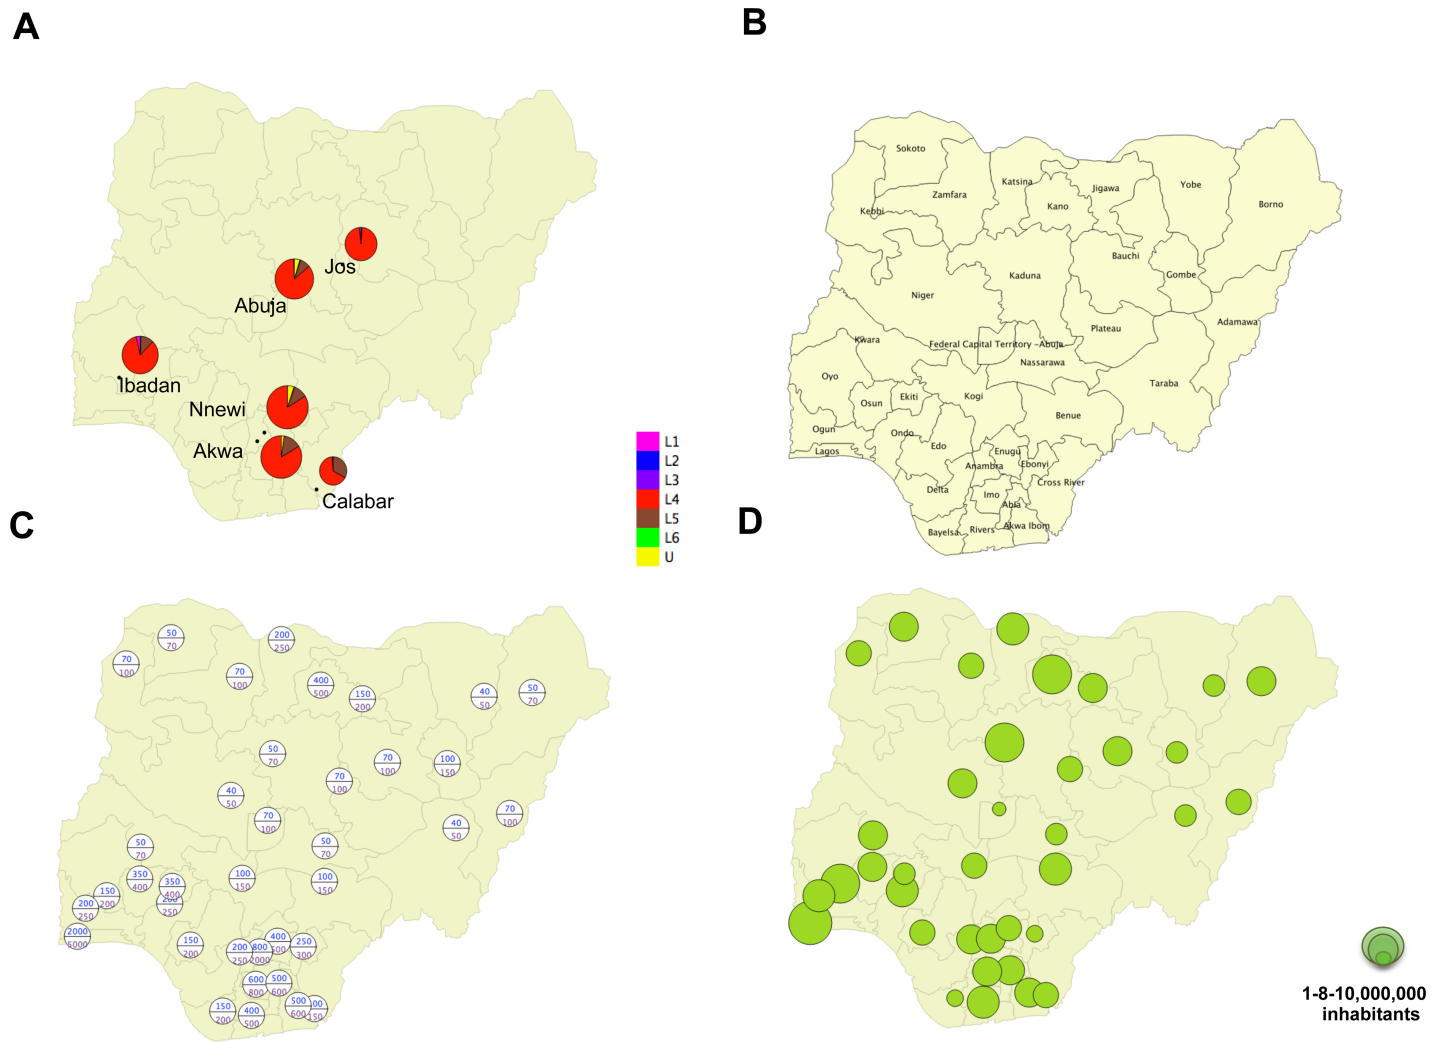 A
Jos
Abuja
Ibadan
Nnewi
Akwa
Calabar
L1
L2
L3
L4
L5
L6
U
B
Sokoto
Katsina
Jigawa
Yobe
Zamfara
Kano
Borno
Kebbi
Bauchi
Kaduna
Gombe
Niger
Adamawa
Plateau
Kwara
Federal Capital Territory -Abuja
Nassarawa
Oyo
Taraba
Osun
Ekiti
Kogi
Benue
Ogun
Ondo
Edo
Lagos
Enugu
Anambra
Ebonyi
Cross River
Delta
Imo
Abia
Akwa Ibom
Bayelsa
Rivers
C
50
70
200
250
70
100
70
100
400
500
150
200
40
50
50
70
50
70
70
100
100
150
70
100
40
50
70
100
70
100
40
50
50
70
50
70
350
400
350
400
250
100
150
100
150
150
200
200
250
2000
5000
150
200
200
250
800
2000
400
500
250
300
600
800
500
600
150
200
400
500
500
600
00
150
D
1-8-10,000,000
inhabitants